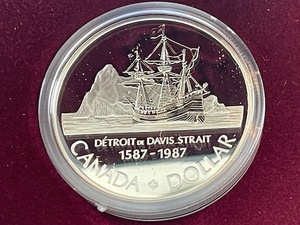 DÉTROIT DE DAVIS STRAIT
1587-1987
CANADA DOLLAR